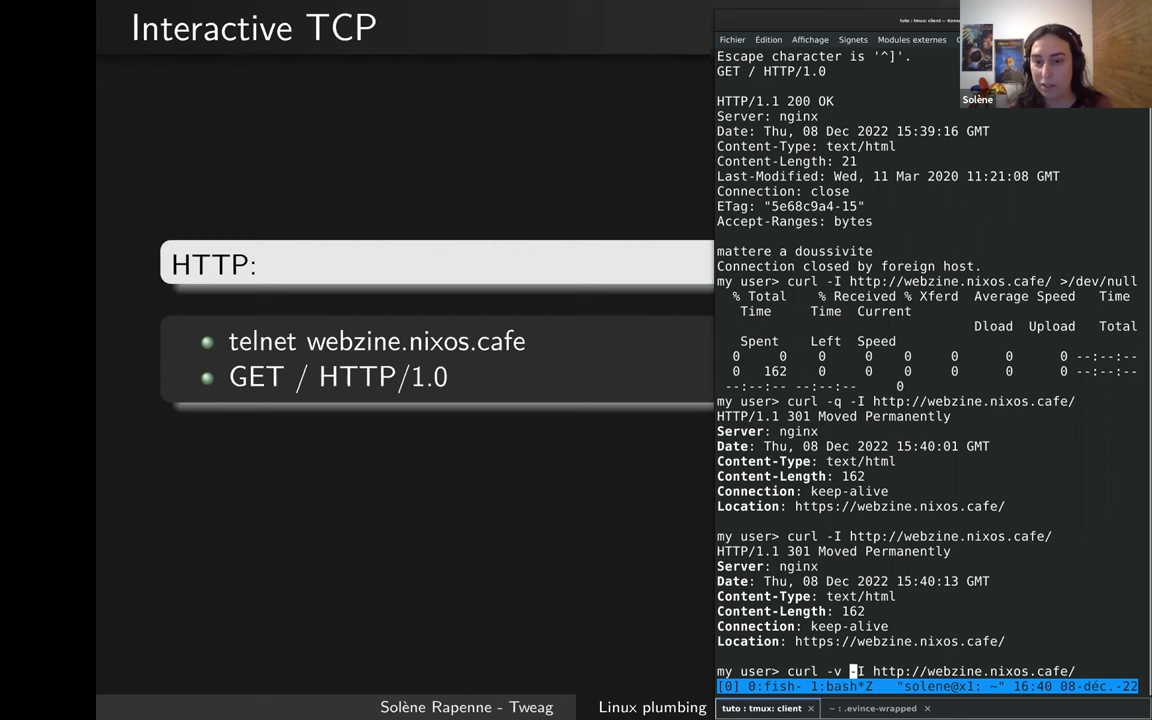 Interactive TCP
HTTP:
telnet webzine.nixos.cafe
GET / HTTP/1.0
Solène Rapenne - Tweag
Linux plumbing
tuto : tmux: client — Kons
Fichier Édition Affichage Signets Modules externes
Solène
Escape character is '^]'.
GET / HTTP/1.0
HTTP/1.1 200 OK
Server: nginx
Date: Thu, 08 Dec 2022 15:39:16 GMT
Content-Type: text/html
Content-Length: 21
Last-Modified: Wed, 11 Mar 2020 11:21:08 GMT
Connection: close
ETag: "5e68c9a4-15"
Accept-Ranges: bytes
mattere a doussivite
Connection closed by foreign host.
my user> curl -I http://webzine.nixos.cafe/ >/dev/null
% Total % Received % Xferd Average Speed Time
Time Time Current
Dload Upload Total
Spent Left Speed
0 0 0 0 0 0 0 0 --:--:--
0 162 0 0 0 0 0 0 --:--:--
--:--:-- --:--:-- 0
my user> curl -q -I http://webzine.nixos.cafe/
HTTP/1.1 301 Moved Permanently
Server: nginx
Date: Thu, 08 Dec 2022 15:40:01 GMT
Content-Type: text/html
Content-Length: 162
Connection: keep-alive
Location: https://webzine.nixos.cafe/
my user> curl -I http://webzine.nixos.cafe/
HTTP/1.1 301 Moved Permanently
Server: nginx
Date: Thu, 08 Dec 2022 15:40:13 GMT
Content-Type: text/html
Content-Length: 162
Connection: keep-alive
Location: https://webzine.nixos.cafe/
my user> curl -v -I http://webzine.nixos.cafe/
[0] 0:fish- 1:bash*Z "solene@x1: ~" 16:40 08-déc.-22
tuto : tmux: client × ~ : .evince-wrapped ×